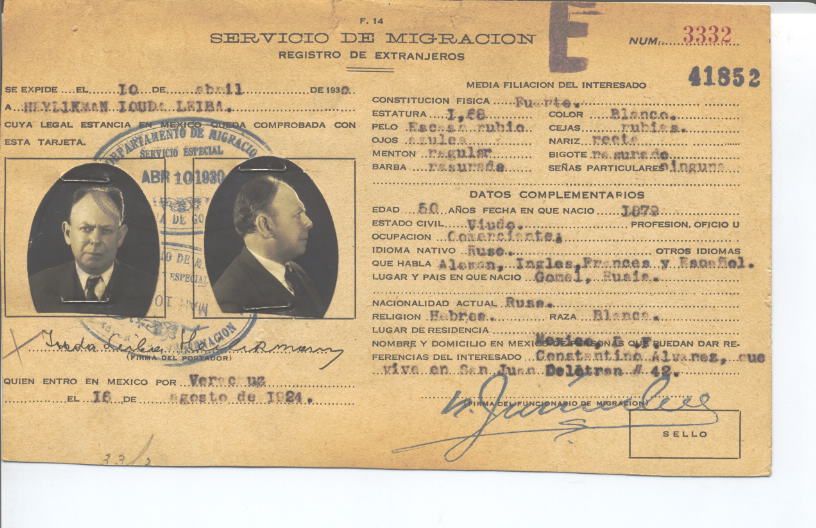 F. 14
SERVICIO DE MIGRACION
REGISTRO DE EXTRANJEROS
E
NUM. 3332
41852
SE EXPIDE EL 10 DE abril DE 1930
A HEYLIKMAN IOUDA LEIBA.
CUYA LEGAL ESTANCIA EN MEXICO QUEDA COMPROBADA CON
ESTA TARJETA.
DEPARTAMENTO DE MIGRACIO
SERVICIO ESPECIAL
ABR 10 1930
ESPECIAL
(FIRMA DEL PORTADOR)
QUIEN ENTRO EN MEXICO POR Veracruz
EL 16 DE agosto de 1924.
MEDIA FILIACION DEL INTERESADO
CONSTITUCION FISICA Fuerte.
ESTATURA 1,68 COLOR Blanco.
PELO Escaso rubio CEJAS rubias.
OJOS azules NARIZ recta
MENTON regular BIGOTE rasurado
BARBA rasurada SEÑAS PARTICULARES ninguna
DATOS COMPLEMENTARIOS
EDAD 50 AÑOS FECHA EN QUE NACIO 1879
ESTADO CIVIL Viudo. PROFESION, OFICIO U
OCUPACION Comerciante.
IDIOMA NATIVO Ruso. OTROS IDIOMAS
QUE HABLA Aleman, Ingles, Frances y Español.
LUGAR Y PAIS EN QUE NACIO Gomel, Rusia.
NACIONALIDAD ACTUAL Rusa.
RELIGION Hebrea. RAZA Blanca.
LUGAR DE RESIDENCIA Mexico, D F.
NOMBRE Y DOMICILIO EN MEXICO PUEDAN DAR RE-
FERENCIAS DEL INTERESADO Constantino Alvarez, que
vive en San Juan Deletran # 42.
(FIRMA DEL FUNCIONARIO DE MIGRACION)
SELLO